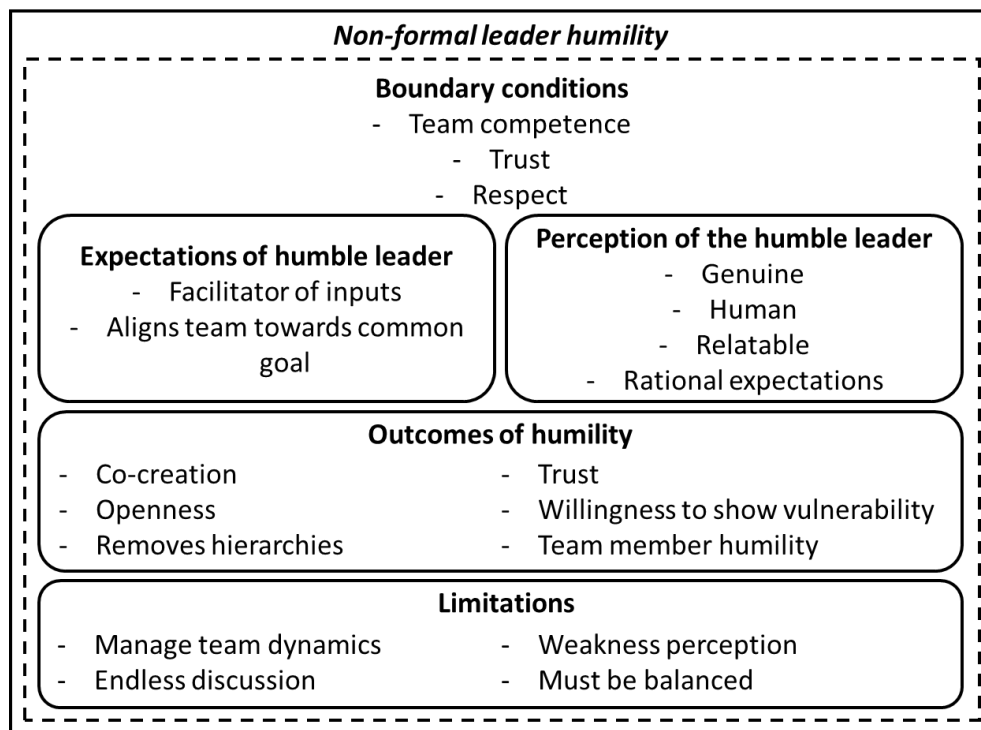 Non-formal leader humility
Boundary conditions
- Team competence
- Trust
- Respect
Expectations of humble leader
- Facilitator of inputs
- Aligns team towards common
goal
Perception of the humble leader
- Genuine
- Human
- Relatable
- Rational expectations
Outcomes of humility
- Co-creation
- Openness
- Removes hierarchies
- Trust
- Willingness to show vulnerability
- Team member humility
Limitations
- Manage team dynamics
- Endless discussion
- Weakness perception
- Must be balanced